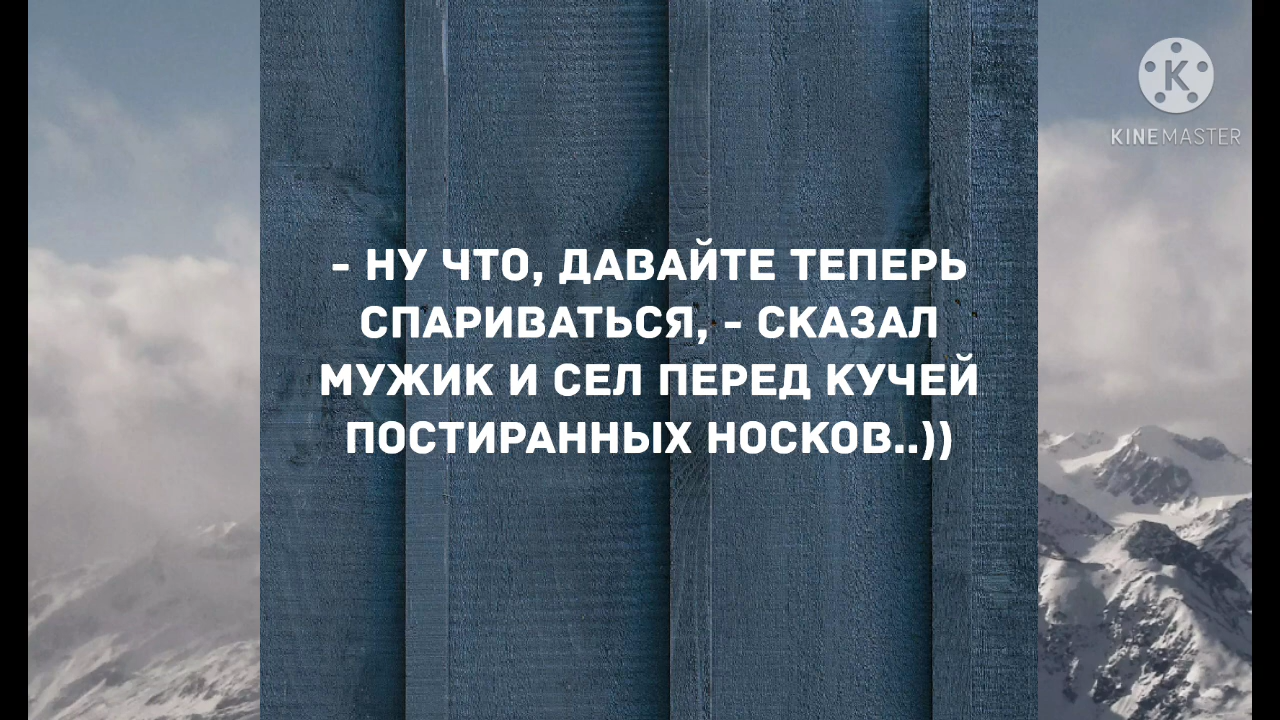 KINEMASTER
- НУ ЧТО, ДАВАЙТЕ ТЕПЕРЬ
СПАРИВАТЬСЯ, - СКАЗАЛ
МУЖИК И СЕЛ ПЕРЕД КУЧЕЙ
ПОСТИРАННЫХ НОСКОВ..))